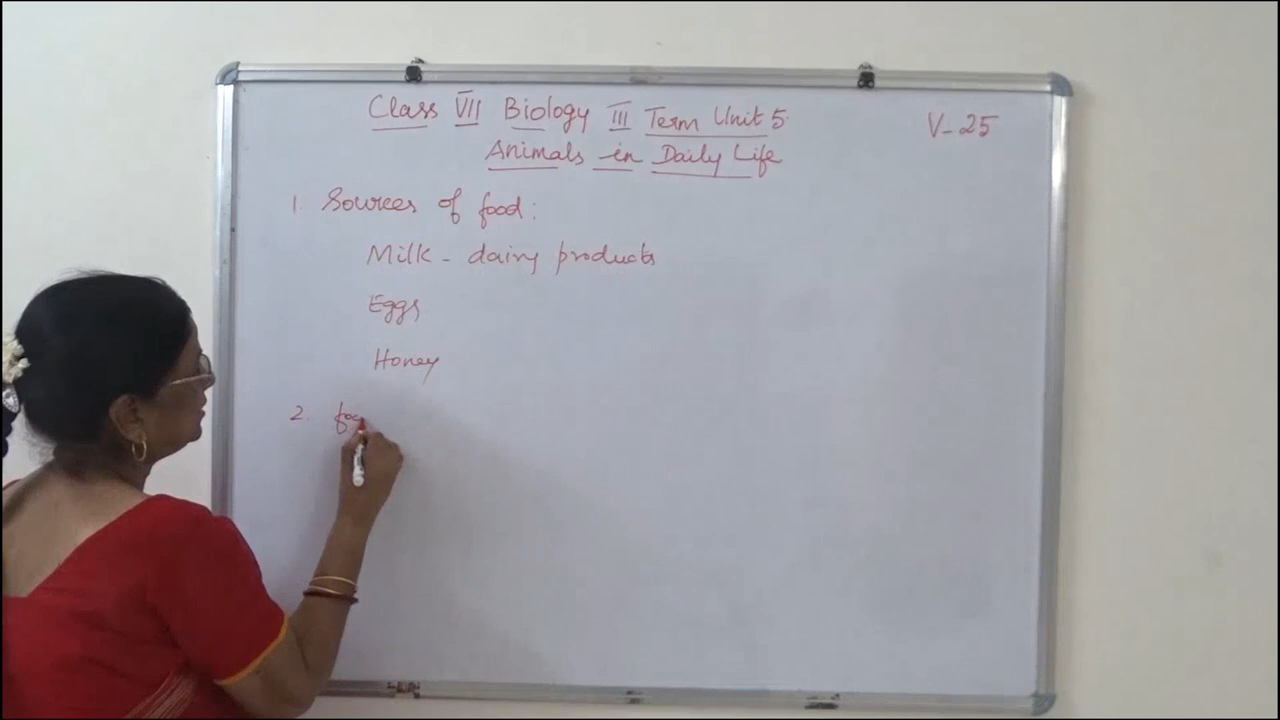 Class VII Biology III Term Unit 5
V-25
Animals in Daily Life
1. Sources of food:
Milk - dairy products
Eggs
Honey
2. foo